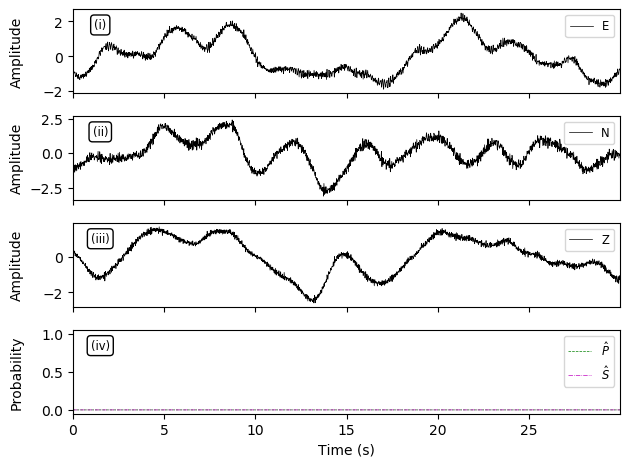 (i)
E
Amplitude
2
0
−2
(ii)
N
Amplitude
2.5
0.0
−2.5
(iii)
Z
Amplitude
0
−2
(iv)
P̂
Ŝ
Probability
1.0
0.5
0.0
0 5 10 15 20 25
Time (s)